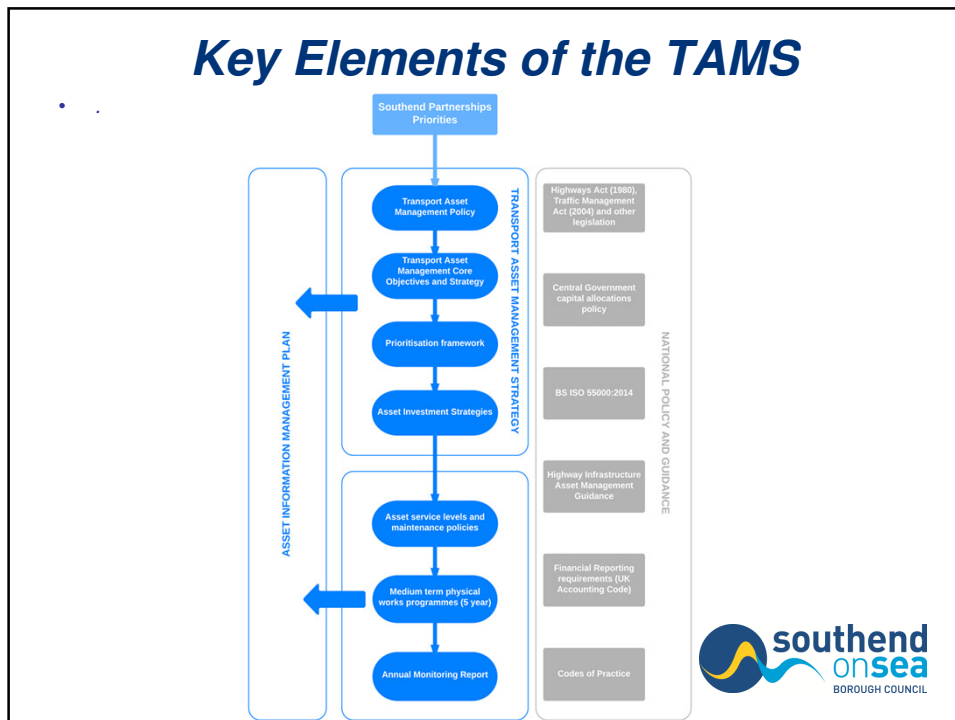 Key Elements of the TAMS
• .
Southend Partnerships
Priorities
Transport Asset
Management Policy
Transport Asset
Management Core
Objectives and Strategy
Prioritisation framework
Asset Investment Strategies
TRANSPORT ASSET MANAGEMENT STRATEGY
Asset service levels and
maintenance policies
Medium term physical
works programmes (5 year)
Annual Monitoring Report
ASSET INFORMATION MANAGEMENT PLAN
Highways Act (1980),
Traffic Management
Act (2004) and other
legislation
Central Government
capital allocations
policy
BS ISO 55000:2014
Highway Infrastructure
Asset Management
Guidance
Financial Reporting
requirements (UK
Accounting Code)
Codes of Practice
NATIONAL POLICY AND GUIDANCE
southend
onsea
BOROUGH COUNCIL